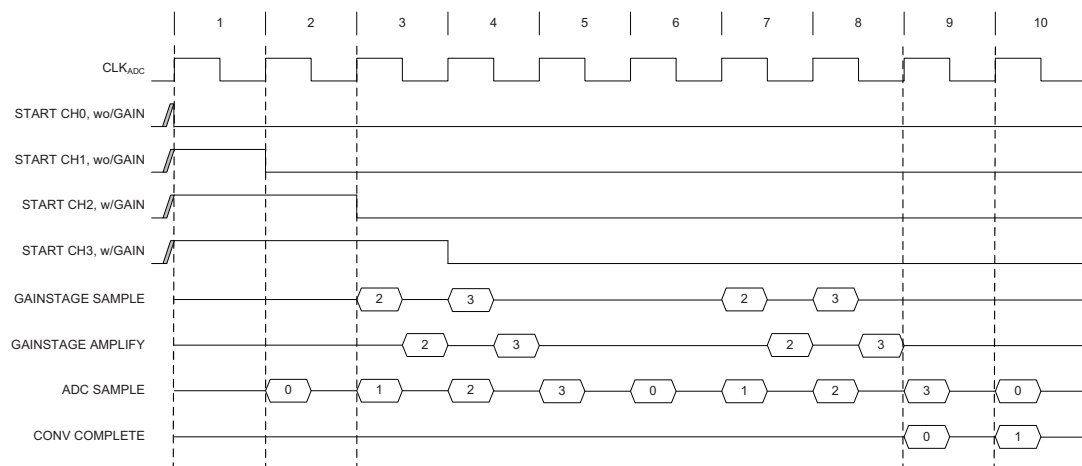 1 2 3 4 5 6 7 8 9 10
CLKADC
START CH0, wo/GAIN
START CH1, wo/GAIN
START CH2, w/GAIN
START CH3, w/GAIN
GAINSTAGE SAMPLE 2 3 2 3
GAINSTAGE AMPLIFY 2 3 2 3
ADC SAMPLE 0 1 2 3 0 1 2 3 0
CONV COMPLETE 0 1